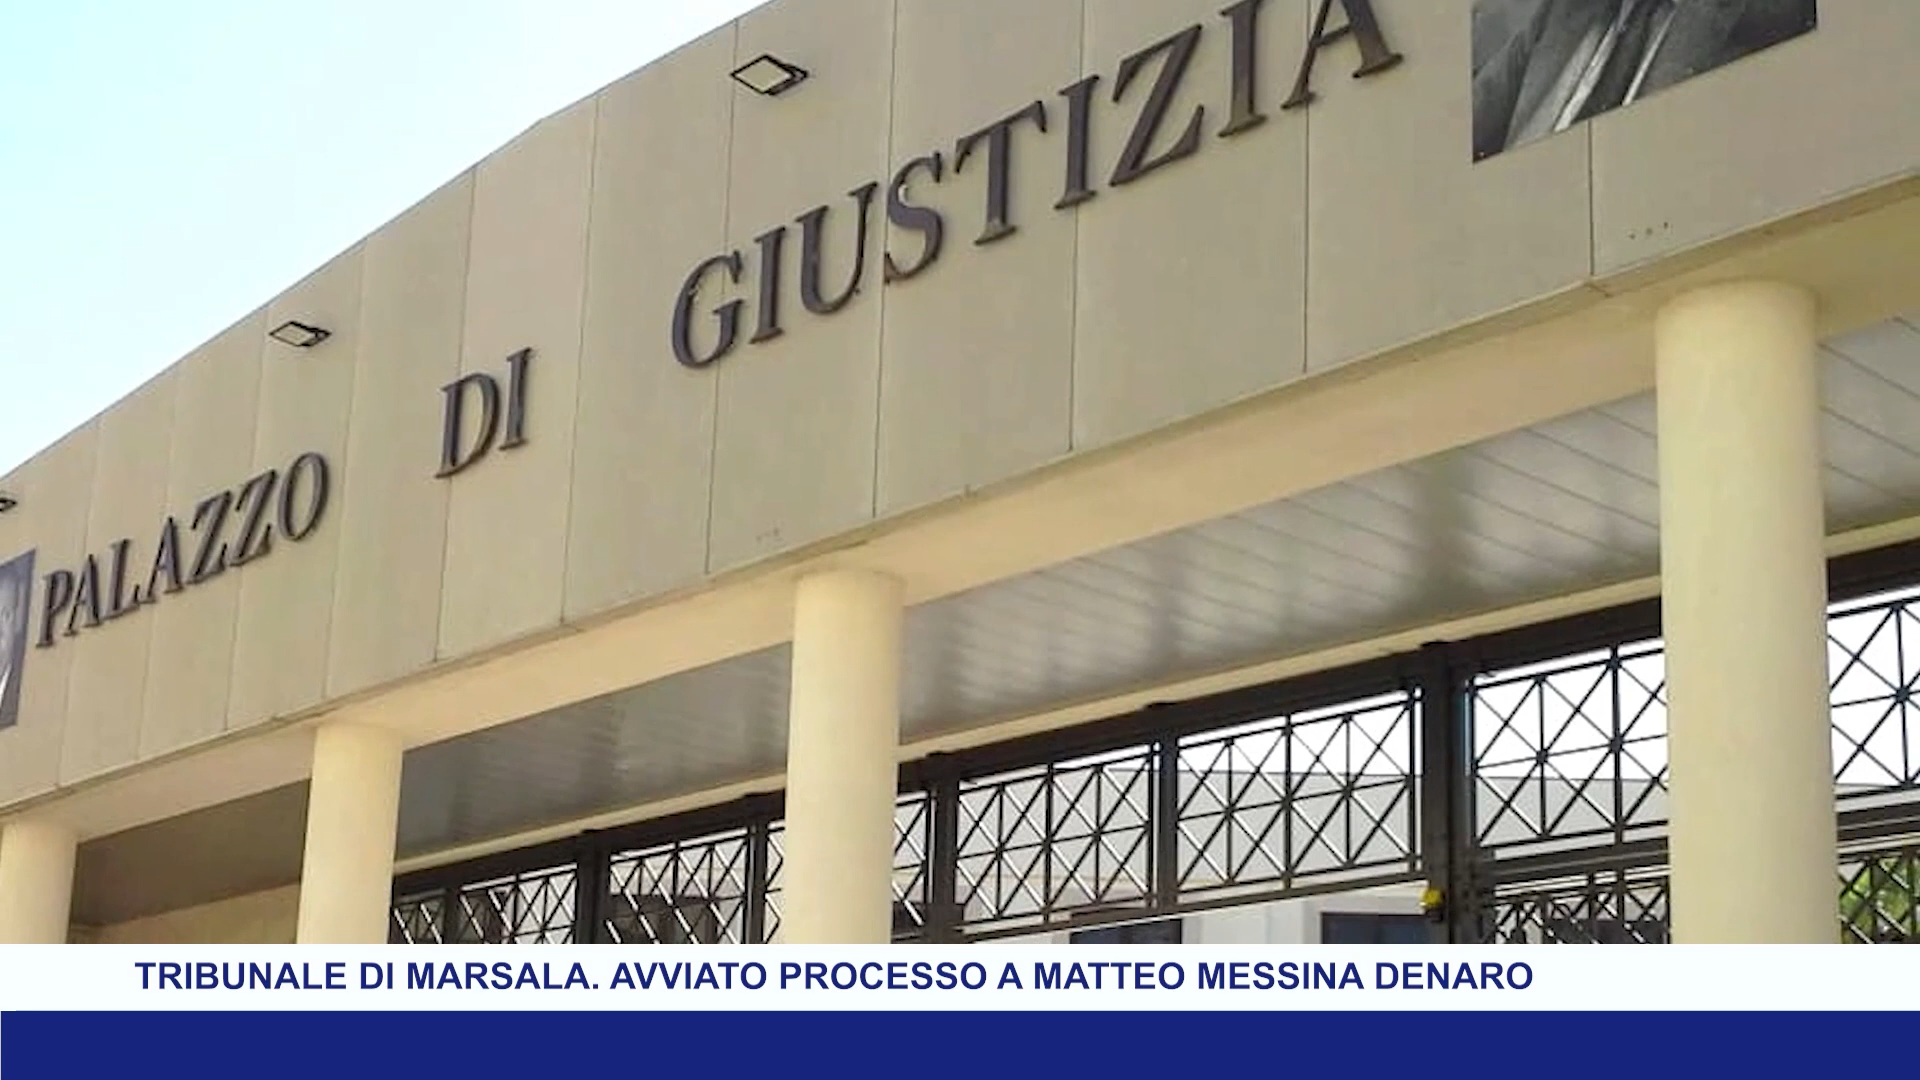 PALAZZO DI GIUSTIZIA
TRIBUNALE DI MARSALA. AVVIATO PROCESSO A MATTEO MESSINA DENARO